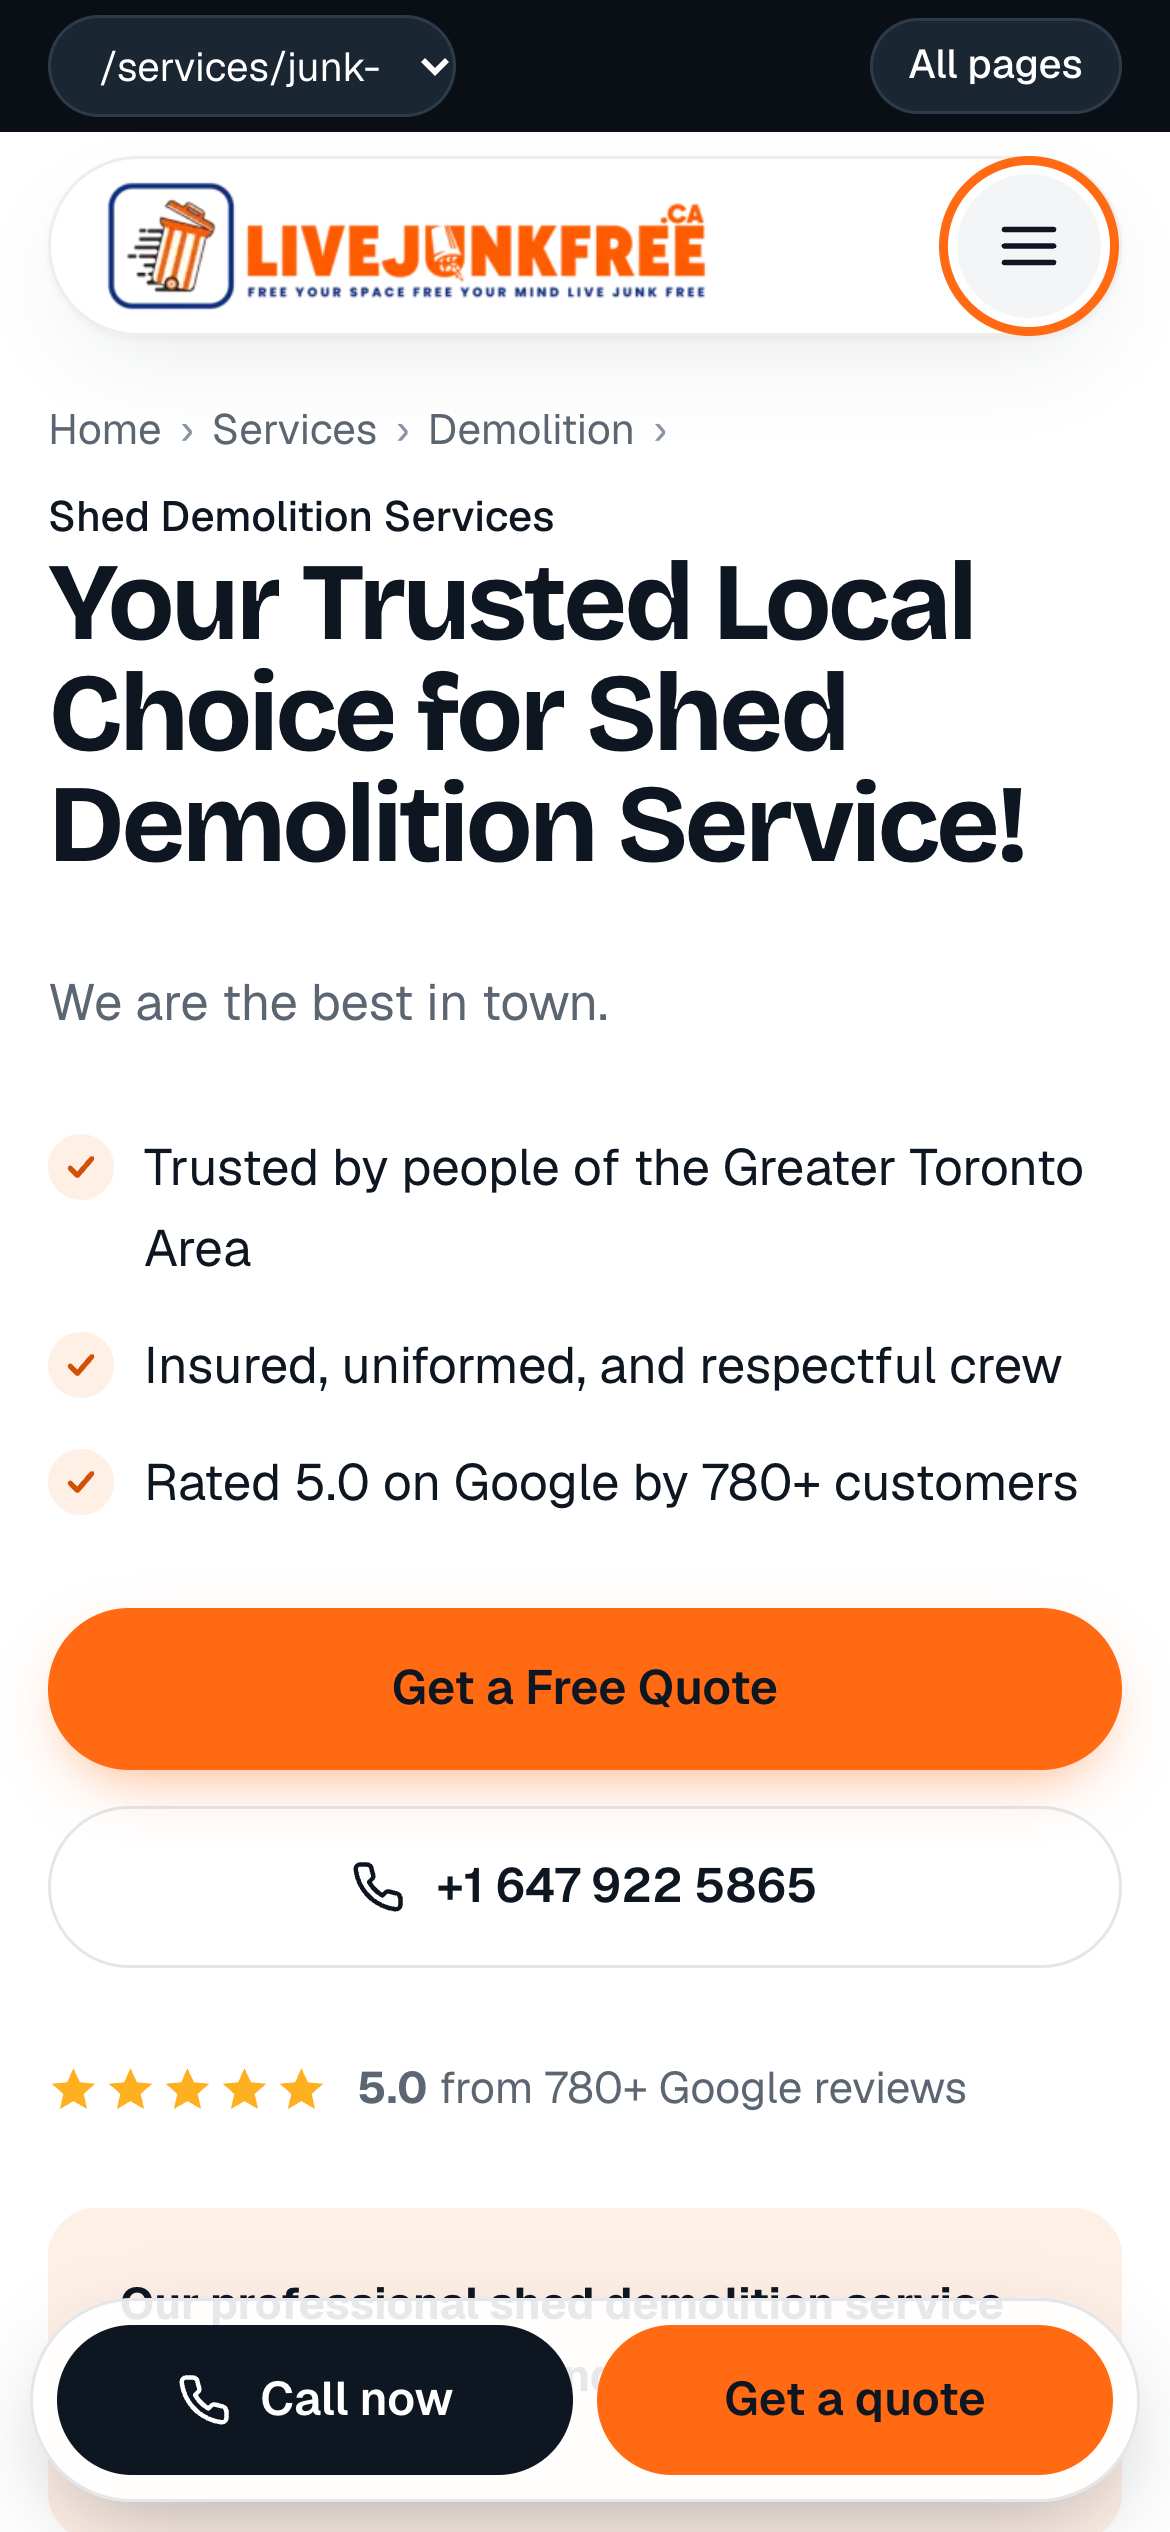 /services/junk-
All pages
LIVEJUNKFREE
.CA
FREE YOUR SPACE FREE YOUR MIND LIVE JUNK FREE
Home › Services › Demolition ›
Shed Demolition Services
Your Trusted Local
Choice for Shed
Demolition Service!
We are the best in town.
Trusted by people of the Greater Toronto
Area
Insured, uniformed, and respectful crew
Rated 5.0 on Google by 780+ customers
Get a Free Quote
+1 647 922 5865
5.0 from 780+ Google reviews
Our professional shed demolition service
Call now
Get a quote